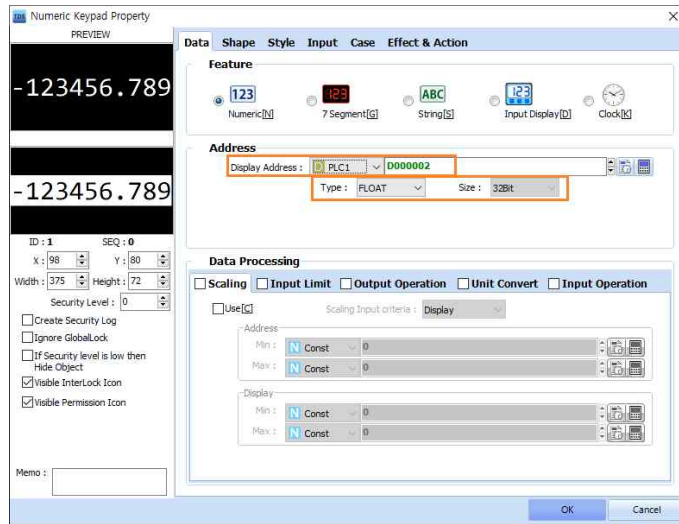 Numeric Keypad Property
PREVIEW
-123456.789
-123456.789
ID : 1 SEQ : 0
X : 98 Y : 80
Width : 375 Height : 72
Security Level : 0
Create Security Log
Ignore GlobalLock
If Security level is low then
Hide Object
Visible InterLock Icon
Visible Permission Icon
Memo :
Data Shape Style Input Case Effect & Action
Feature
123 123 ABC 123
Numeric[N] 7 Segment[G] String[S] Input Display[D] Clock[K]
Address
Display Address : PLC1 D000002
Type : FLOAT Size : 32Bit
Data Processing
Scaling Input Limit Output Operation Unit Convert Input Operation
Use[C] Scaling Input criteria : Display
Address
Min : N Const 0
Max : N Const 0
Display
Min : N Const 0
Max : N Const 0
OK Cancel